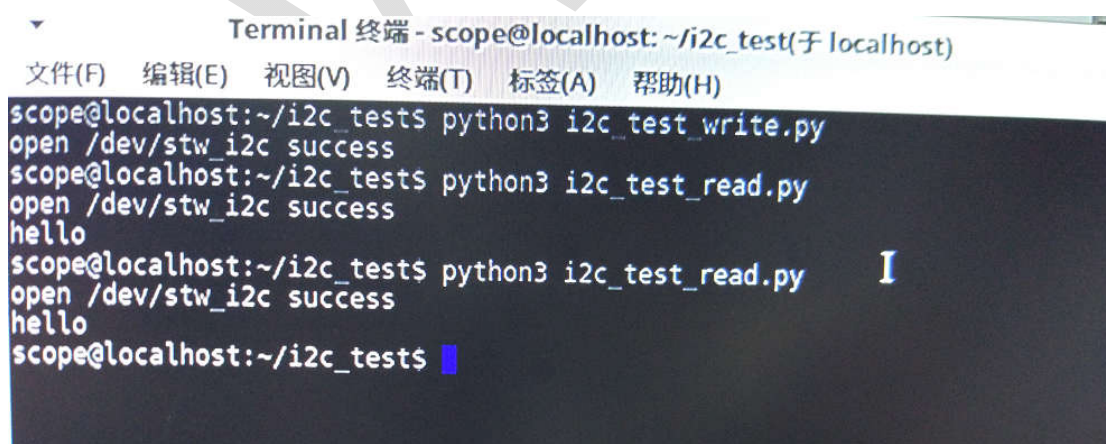 Terminal 终端 - scope@localhost: ~/i2c_test(于 localhost)
文件(F) 编辑(E) 视图(V) 终端(T) 标签(A) 帮助(H)
scope@localhost:~/i2c_test$ python3 i2c_test_write.py
open /dev/stw_i2c success
scope@localhost:~/i2c_test$ python3 i2c_test_read.py
open /dev/stw_i2c success
hello
scope@localhost:~/i2c_test$ python3 i2c_test_read.py
open /dev/stw_i2c success
hello
scope@localhost:~/i2c_test$